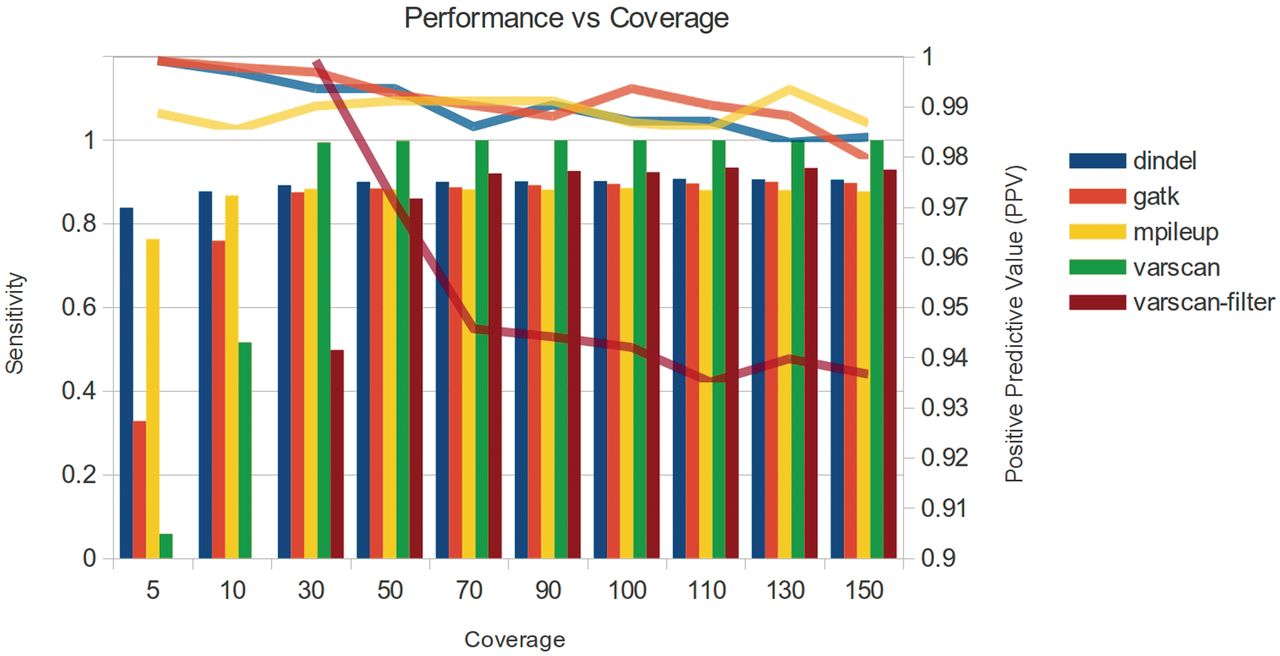 Performance vs Coverage
Sensitivity
1
0.8
0.6
0.4
0.2
0
1
0.99
0.98
0.97
0.96
0.95
0.94
0.93
0.92
0.91
0.9
Positive Predictive Value (PPV)
5 10 30 50 70 90 100 110 130 150
Coverage
dindel
gatk
mpileup
varscan
varscan-filter